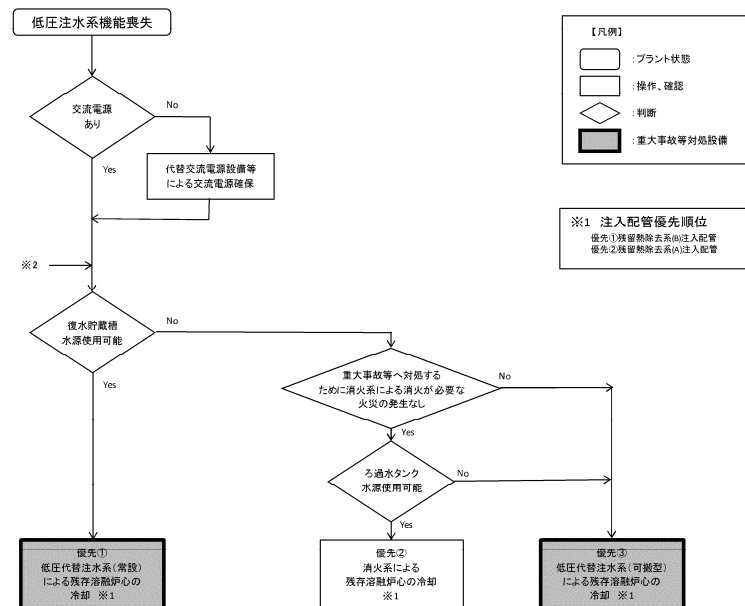 低圧注水系機能喪失
交流電源
あり
No
Yes
代替交流電源設備等
による交流電源確保
※2
復水貯蔵槽
水源使用可能
No
Yes
重大事故等へ対処する
ために消火系による消火が必要な
火災の発生なし
No
Yes
ろ過水タンク
水源使用可能
No
Yes
優先①
低圧代替注水系(常設)
による残存溶融炉心の
冷却 ※1
優先②
消火系による
残存溶融炉心の冷却
※1
優先③
低圧代替注水系(可搬型)
による残存溶融炉心の
冷却 ※1
【凡例】
:プラント状態
:操作、確認
:判断
:重大事故等対処設備
※1 注入配管優先順位
優先①残留熱除去系(B)注入配管
優先②残留熱除去系(A)注入配管